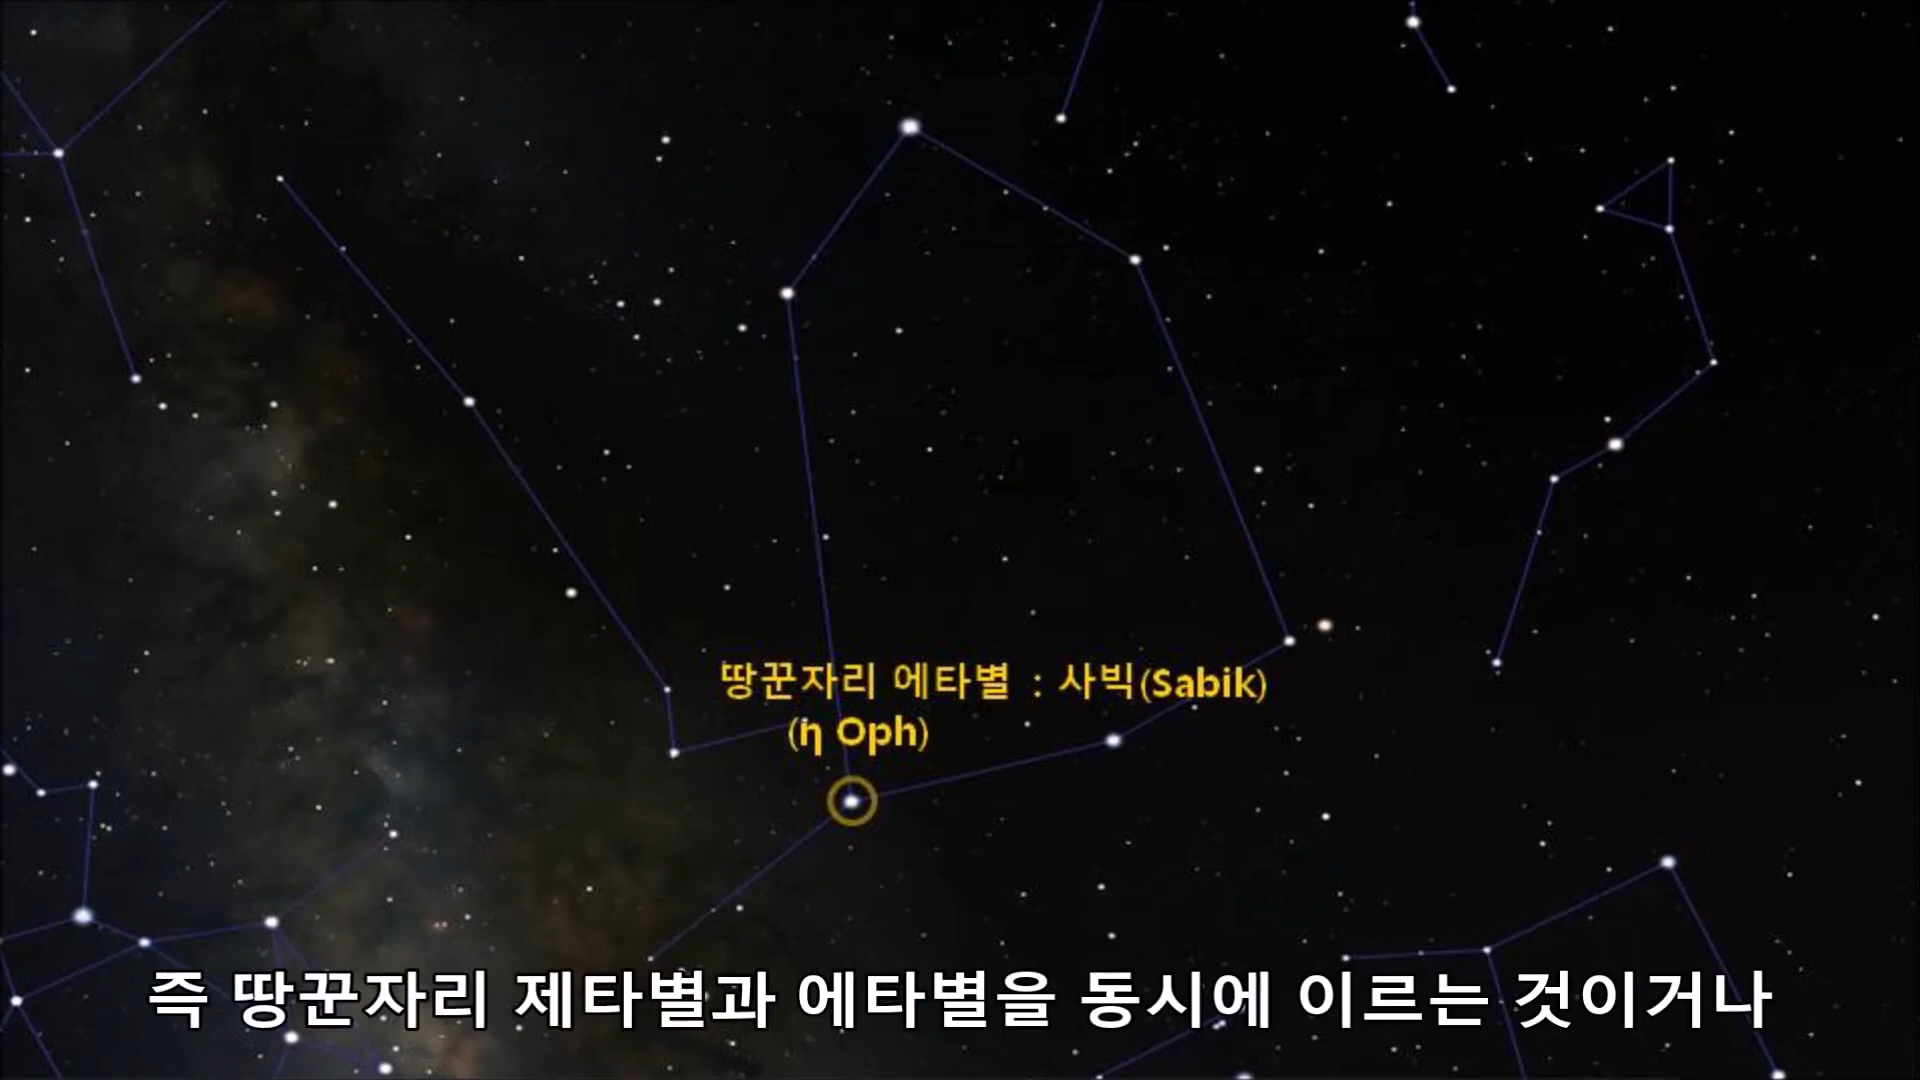 땅꾼자리 에타별 : 사빅(Sabik)
(η Oph)
즉 땅꾼자리 제타별과 에타별을 동시에 이르는 것이거나